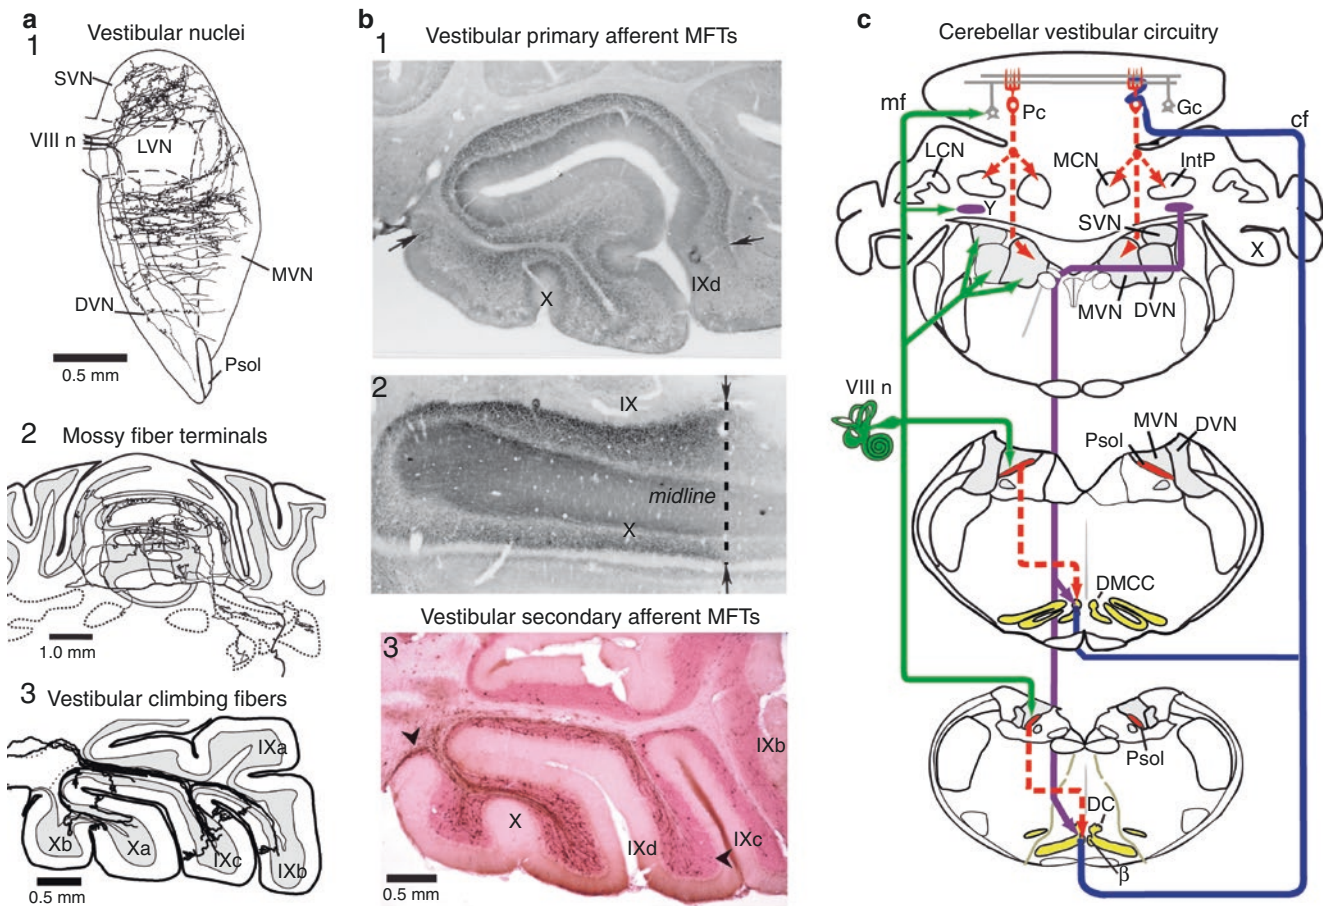 a
1
Vestibular nuclei
SVN
VIII n
LVN
MVN
DVN
Psol
0.5 mm
2
Mossy fiber terminals
1.0 mm
3
Vestibular climbing fibers
IXa
Xb
Xa
IXc
IXb
0.5 mm
b
1
Vestibular primary afferent MFTs
X
IXd
2
IX
midline
X
Vestibular secondary afferent MFTs
3
IXb
X
IXd
IXc
0.5 mm
c
Cerebellar vestibular circuitry
mf
Pc
Gc
cf
LCN
MCN
IntP
Y
SVN
X
MVN
DVN
VIII n
Psol
MVN
DVN
DMCC
Psol
DC
β